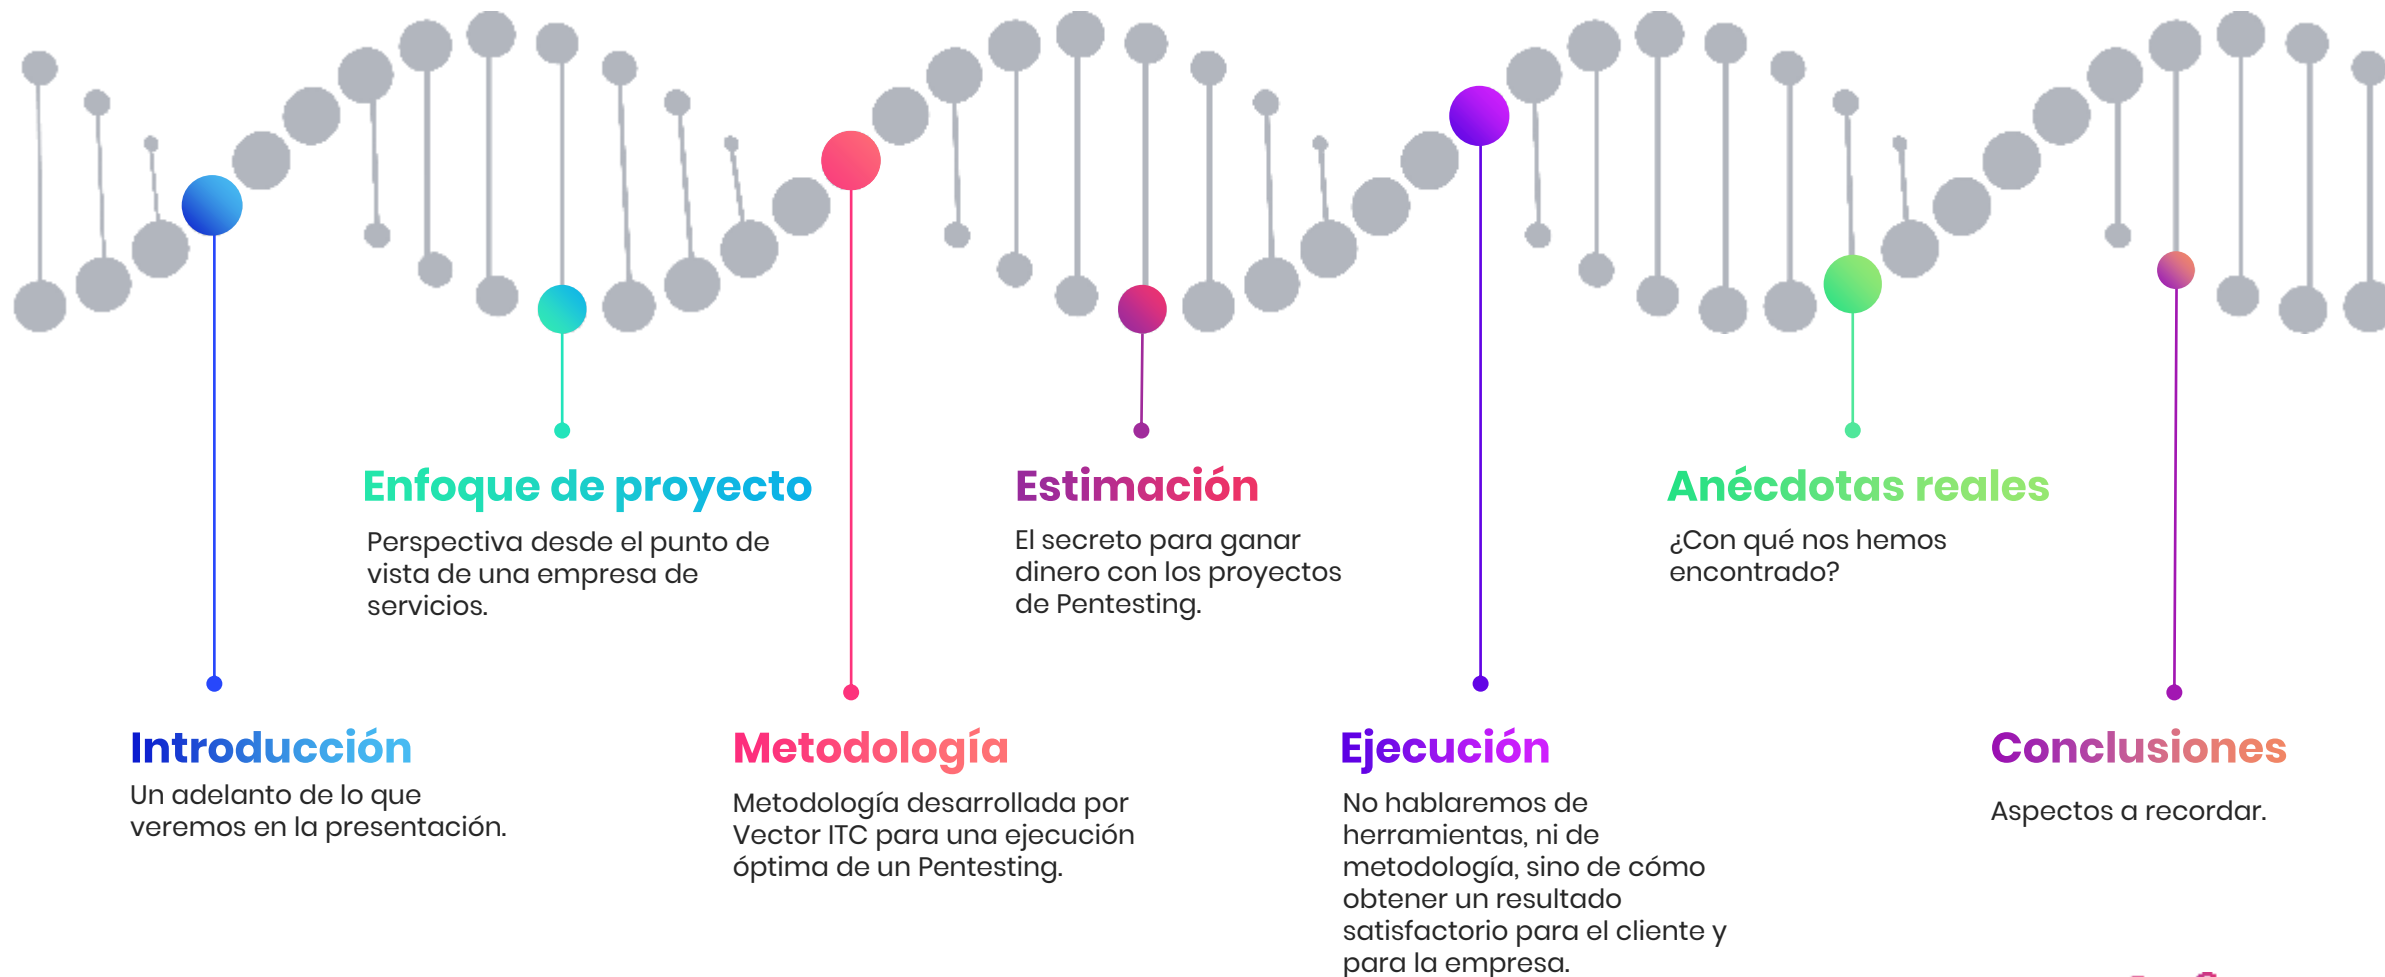 Introducción
Un adelanto de lo que
veremos en la presentación.
Enfoque de proyecto
Perspectiva desde el punto de
vista de una empresa de
servicios.
Metodología
Metodología desarrollada por
Vector ITC para una ejecución
óptima de un Pentesting.
Estimación
El secreto para ganar
dinero con los proyectos
de Pentesting.
Ejecución
No hablaremos de
herramientas, ni de
metodología, sino de cómo
obtener un resultado
satisfactorio para el cliente y
para la empresa.
Anécdotas reales
¿Con qué nos hemos
encontrado?
Conclusiones
Aspectos a recordar.